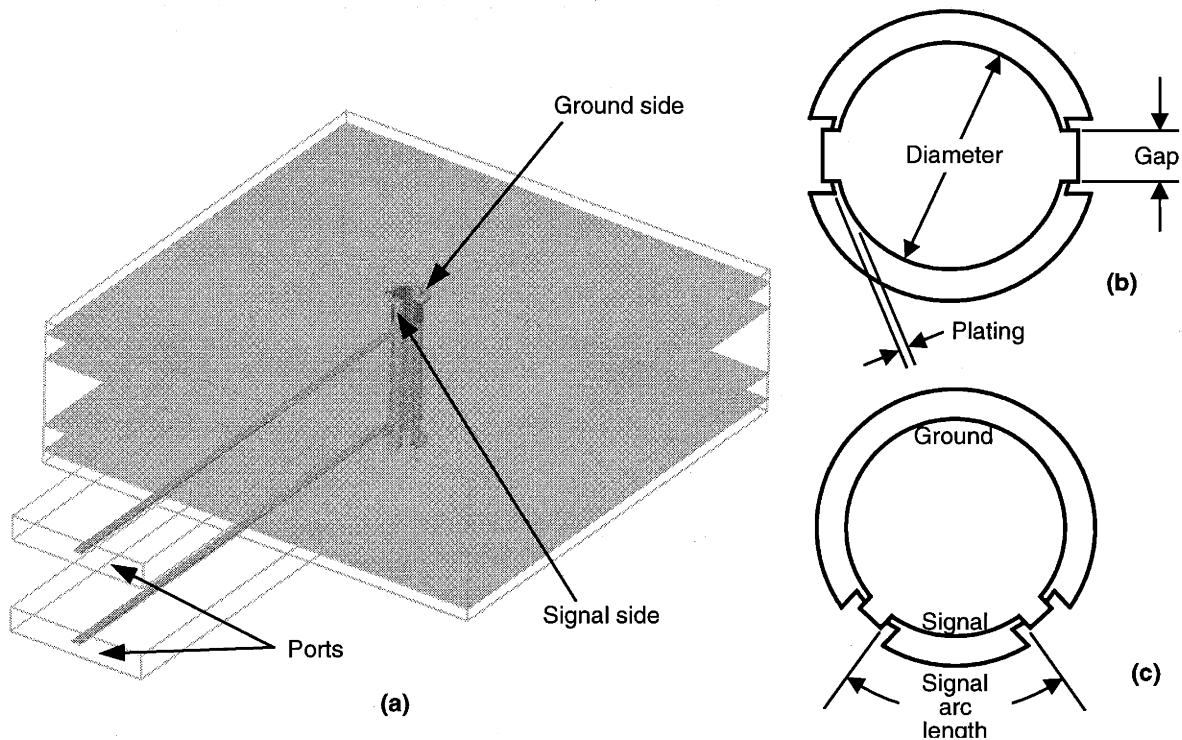 Ground side
Signal side
Ports
(a)
Diameter
Gap
Plating
(b)
Ground
Signal
Signal
arc
length
(c)